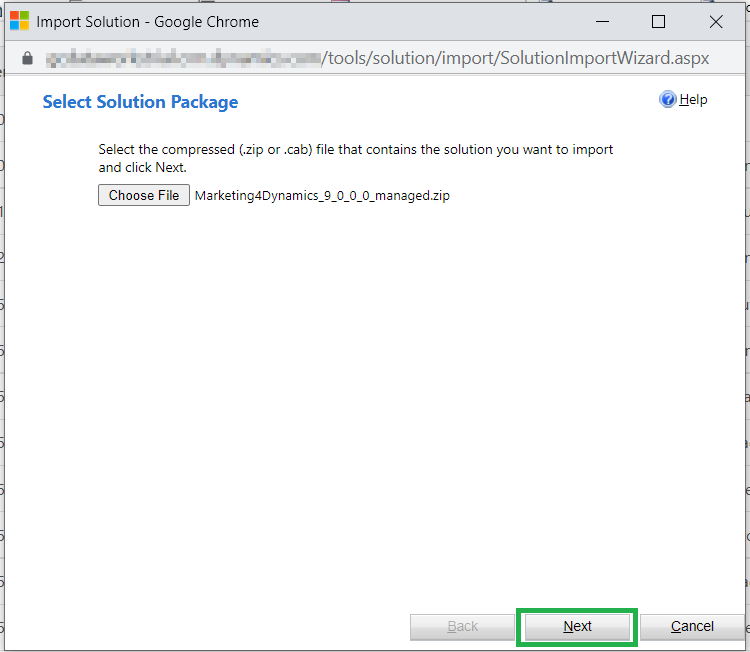 Import Solution - Google Chrome
/tools/solution/import/SolutionImportWizard.aspx
Select Solution Package
Help
Select the compressed (.zip or .cab) file that contains the solution you want to import
and click Next.
Choose File Marketing4Dynamics_9_0_0_0_managed.zip
Back Next Cancel